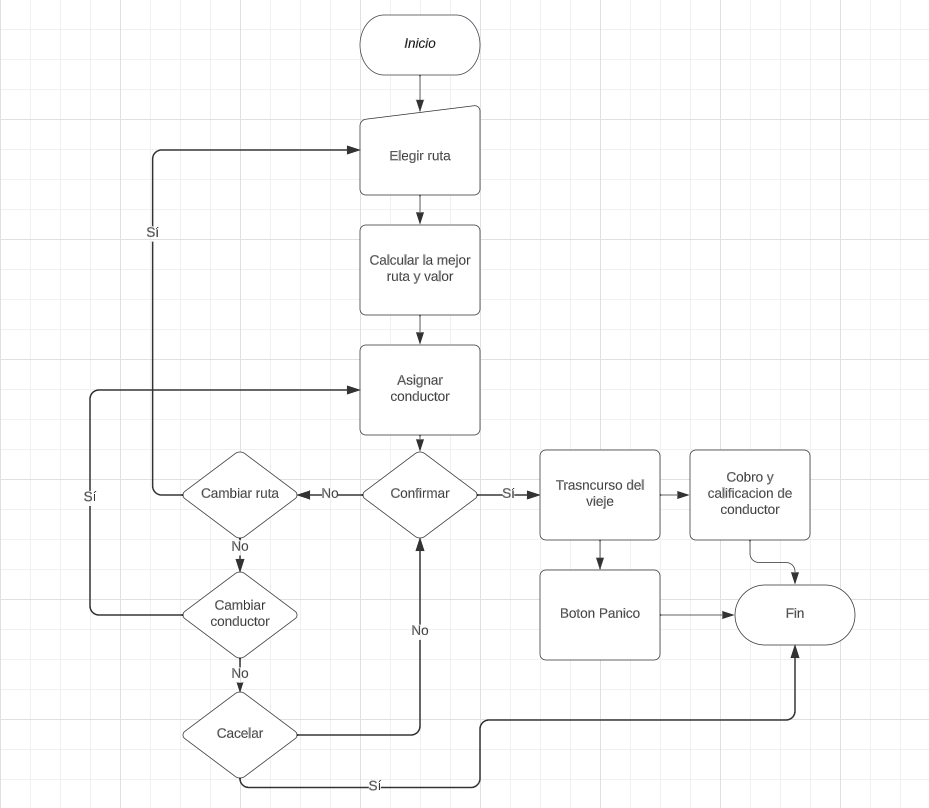 Inicio
Elegir ruta
Sí
Calcular la mejor
ruta y valor
Asignar
conductor
Cambiar ruta
No
Confirmar
Sí
Trasncurso del
vieje
Cobro y
calificacion de
conductor
Sí
No
Cambiar
conductor
Boton Panico
Fin
No
No
Cacelar
Sí